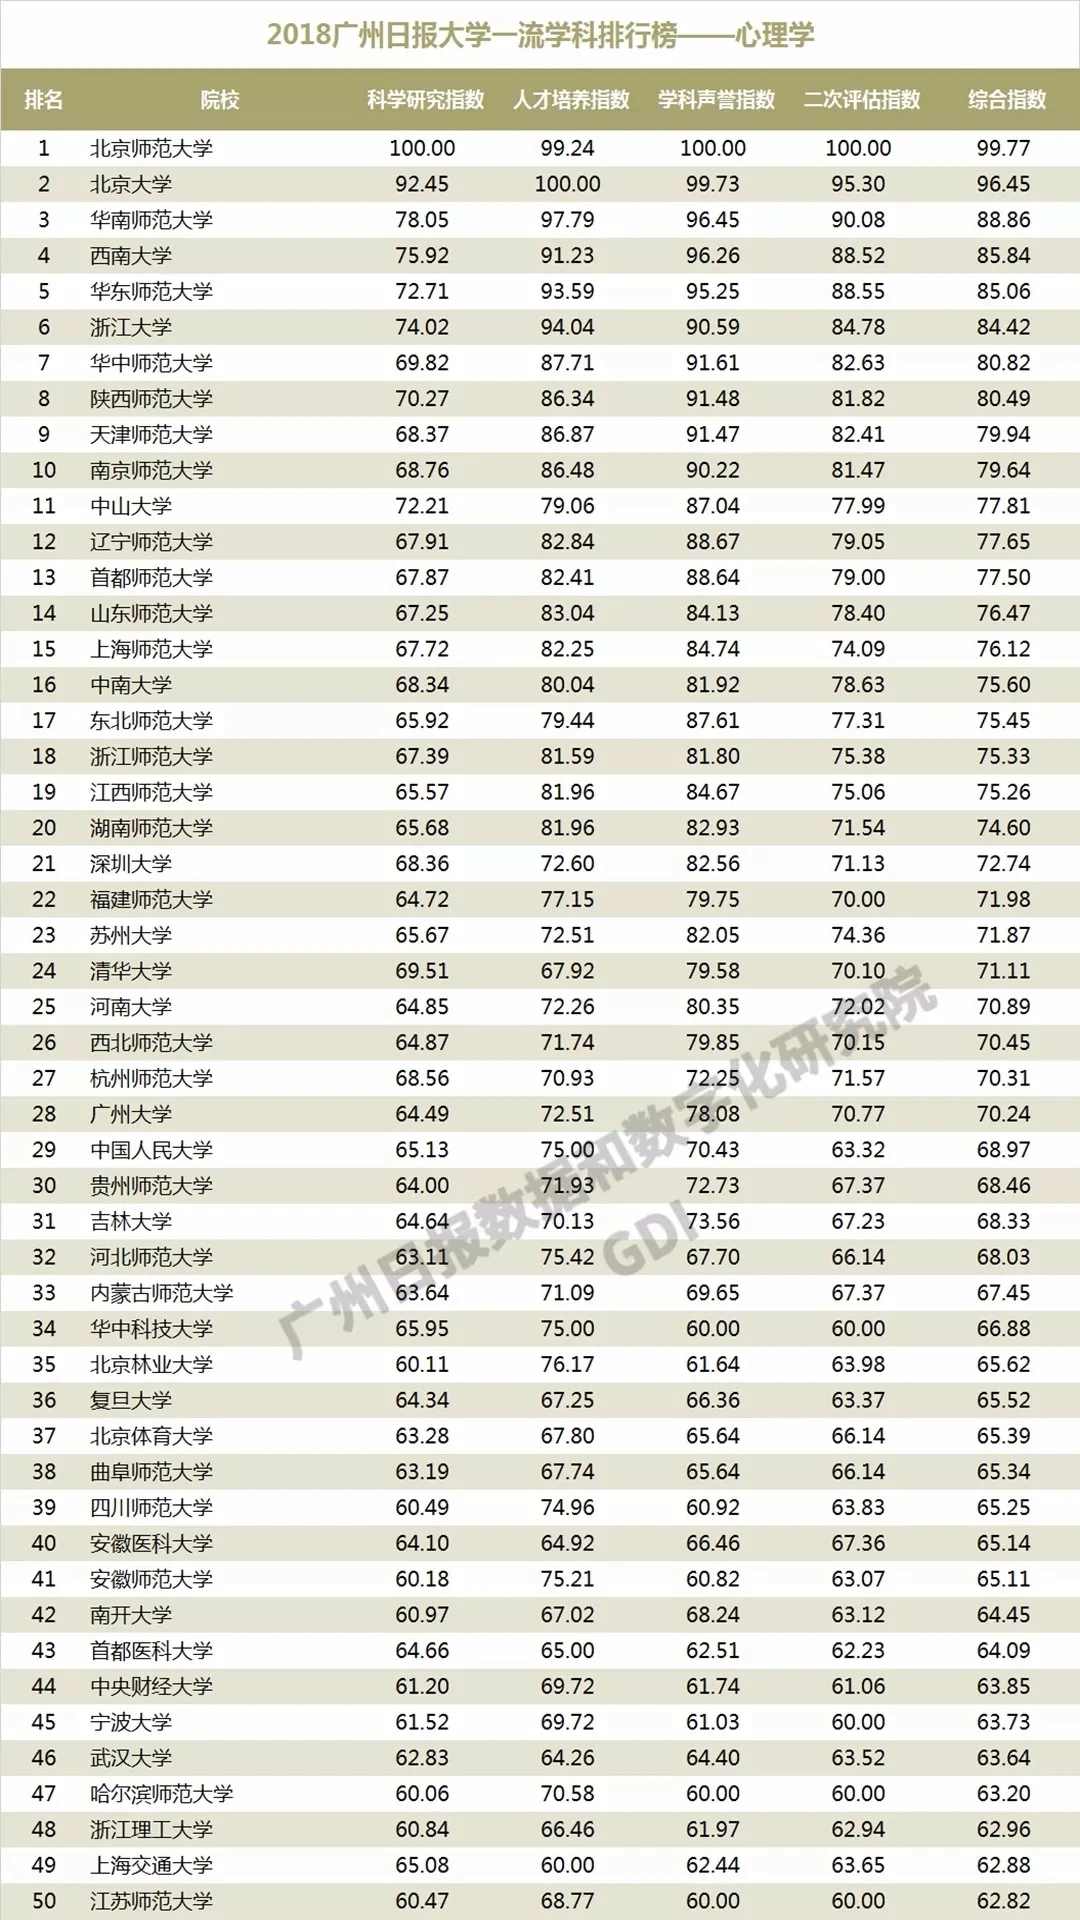 2018广州日报大学一流学科排行榜——心理学
排名 院校 科学研究指数 人才培养指数 学科声誉指数 二次评估指数 综合指数
1 北京师范大学 100.00 99.24 100.00 100.00 99.77
2 北京大学 92.45 100.00 99.73 95.30 96.45
3 华南师范大学 78.05 97.79 96.45 90.08 88.86
4 西南大学 75.92 91.23 96.26 88.52 85.84
5 华东师范大学 72.71 93.59 95.25 88.55 85.06
6 浙江大学 74.02 94.04 90.59 84.78 84.42
7 华中师范大学 69.82 87.71 91.61 82.63 80.82
8 陕西师范大学 70.27 86.34 91.48 81.82 80.49
9 天津师范大学 68.37 86.87 91.47 82.41 79.94
10 南京师范大学 68.76 86.48 90.22 81.47 79.64
11 中山大学 72.21 79.06 87.04 77.99 77.81
12 辽宁师范大学 67.91 82.84 88.67 79.05 77.65
13 首都师范大学 67.87 82.41 88.64 79.00 77.50
14 山东师范大学 67.25 83.04 84.13 78.40 76.47
15 上海师范大学 67.72 82.25 84.74 74.09 76.12
16 中南大学 68.34 80.04 81.92 78.63 75.60
17 东北师范大学 65.92 79.44 87.61 77.31 75.45
18 浙江师范大学 67.39 81.59 81.80 75.38 75.33
19 江西师范大学 65.57 81.96 84.67 75.06 75.26
20 湖南师范大学 65.68 81.96 82.93 71.54 74.60
21 深圳大学 68.36 72.60 82.56 71.13 72.74
22 福建师范大学 64.72 77.15 79.75 70.00 71.98
23 苏州大学 65.67 72.51 82.05 74.36 71.87
24 清华大学 69.51 67.92 79.58 70.10 71.11
25 河南大学 64.85 72.26 80.35 72.02 70.89
26 西北师范大学 64.87 71.74 79.85 70.15 70.45
27 杭州师范大学 68.56 70.93 72.25 71.57 70.31
28 广州大学 64.49 72.51 78.08 70.77 70.24
29 中国人民大学 65.13 75.00 70.43 63.32 68.97
30 贵州师范大学 64.00 71.93 72.73 67.37 68.46
31 吉林大学 64.64 70.13 73.56 67.23 68.33
32 河北师范大学 63.11 75.42 67.70 66.14 68.03
33 内蒙古师范大学 63.64 71.09 69.65 67.37 67.45
34 华中科技大学 65.95 75.00 60.00 60.00 66.88
35 北京林业大学 60.11 76.17 61.64 63.98 65.62
36 复旦大学 64.34 67.25 66.36 63.37 65.52
37 北京体育大学 63.28 67.80 65.64 66.14 65.39
38 曲阜师范大学 63.19 67.74 65.64 66.14 65.34
39 四川师范大学 60.49 74.96 60.92 63.83 65.25
40 安徽医科大学 64.10 64.92 66.46 67.36 65.14
41 安徽师范大学 60.18 75.21 60.82 63.07 65.11
42 南开大学 60.97 67.02 68.24 63.12 64.45
43 首都医科大学 64.66 65.00 62.51 62.23 64.09
44 中央财经大学 61.20 69.72 61.74 61.06 63.85
45 宁波大学 61.52 69.72 61.03 60.00 63.73
46 武汉大学 62.83 64.26 64.40 63.52 63.64
47 哈尔滨师范大学 60.06 70.58 60.00 60.00 63.20
48 浙江理工大学 60.84 66.46 61.97 62.94 62.96
49 上海交通大学 65.08 60.00 62.44 63.65 62.88
50 江苏师范大学 60.47 68.77 60.00 60.00 62.82
广州日报数据和数字化研究院
GDI